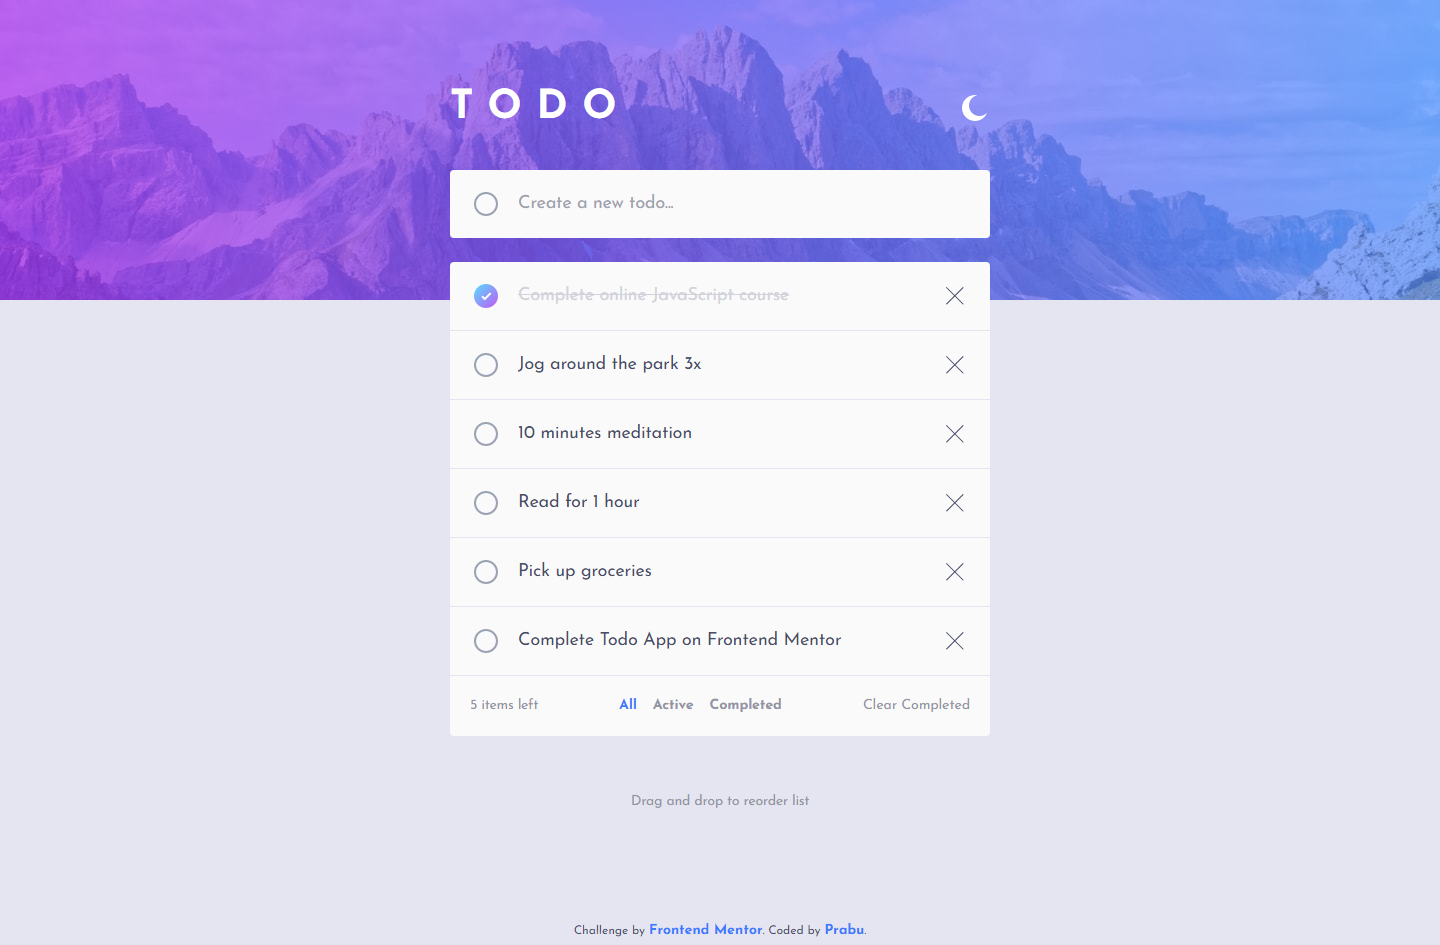 TODO
Create a new todo...
Complete online JavaScript course
Jog around the park 3x
10 minutes meditation
Read for 1 hour
Pick up groceries
Complete Todo App on Frontend Mentor
5 items left All Active Completed Clear Completed
Drag and drop to reorder list
Challenge by Frontend Mentor. Coded by Prabu.